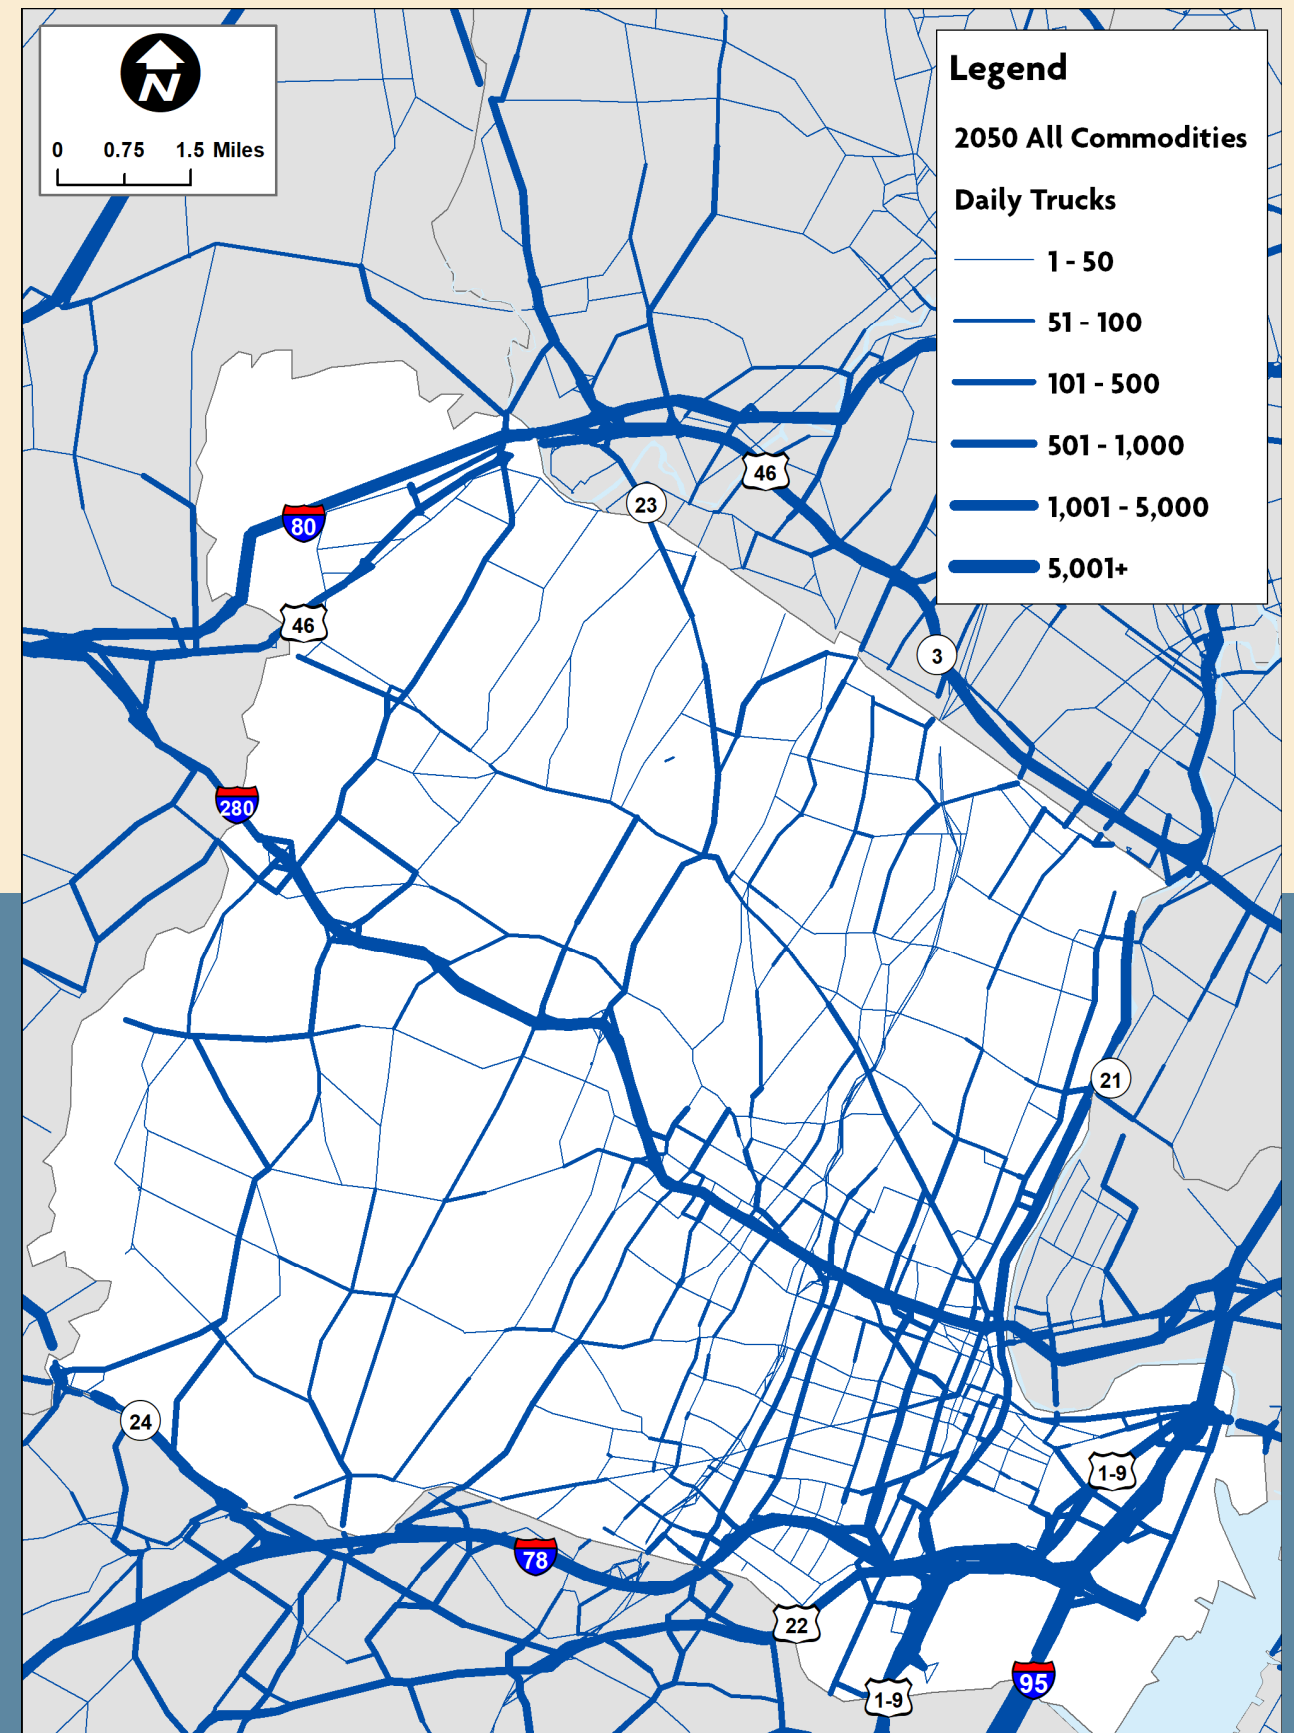 N
0 0.75 1.5 Miles
Legend
2050 All Commodities
Daily Trucks
1 - 50
51 - 100
101 - 500
501 - 1,000
1,001 - 5,000
5,001+
46
23
80
46
3
280
21
24
1-9
78
22
95
1-9